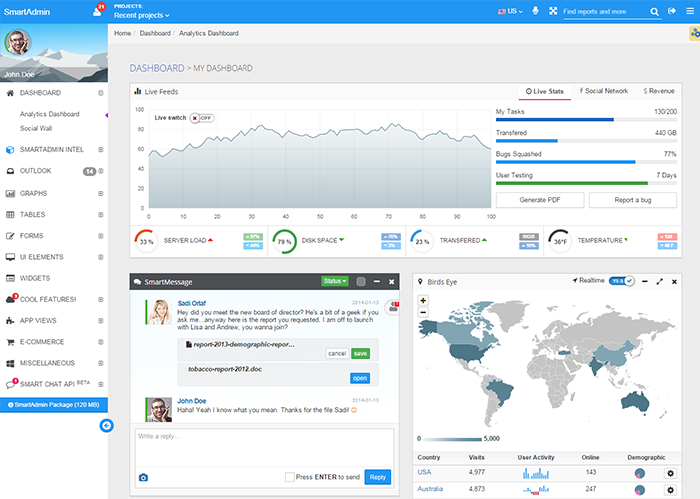 SmartAdmin
21
PROJECTS:
Recent projects
US
Find reports and more
Home / Dashboard / Analytics Dashboard
John Doe
DASHBOARD
Analytics Dashboard
Social Wall
SMARTADMIN INTEL
OUTLOOK 14
GRAPHS
TABLES
FORMS
UI ELEMENTS
WIDGETS
COOL FEATURES!
APP VIEWS
E-COMMERCE
MISCELLANEOUS
SMART CHAT API BETA
SmartAdmin Package (120 MB)
DASHBOARD > MY DASHBOARD
Live Feeds
Live Stats
Social Network
$ Revenue
Live switch
OFF
100
80
60
40
20
0
0 10 20 30 40 50 60 70 80 90 100
My Tasks 130/200
Transfered 440 GB
Bugs Squashed 77%
User Testing 7 Days
Generate PDF
Report a bug
33 % SERVER LOAD 97%
44%
79 % DISK SPACE 76%
3%
23 % TRANSFERED 10GB
10%
36°F TEMPERATURE 124
40 F
SmartMessage
Status
Sadi Orlaf
2014-01-13
Hey did you meet the new board of director? He's a bit of a geek if you
ask me...anyway here is the report you requested. I am off to launch
with Lisa and Andrew, you wanna join?
report-2013-demographic-repor...
cancel save
tobacco-report-2012.doc
open
John Doe
2014-01-13
Haha! Yeah I know what you mean. Thanks for the file Sadi!
Write a reply...
Press ENTER to send
Reply
Birds Eye
Realtime
YES
+
−
0 5,000
Country Visits User Activity Online Demographic
USA 4,977 143
Australia 4,873 247